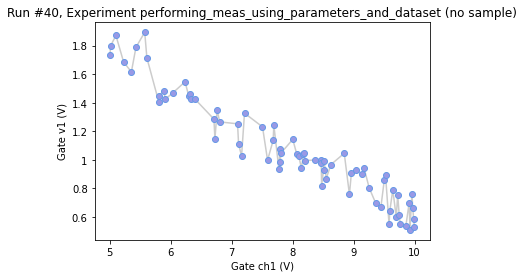 Run #40, Experiment performing_meas_using_parameters_and_dataset (no sample)
1.8
1.6
1.4
1.2
1
0.8
0.6
Gate v1 (V)
5 6 7 8 9 10
Gate ch1 (V)